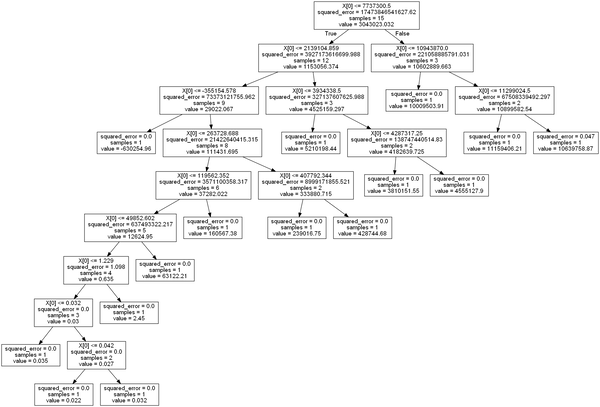 X[0] <= 7737300.5
squared_error = 17473846541627.62
samples = 15
value = 3043023.032
True
False
X[0] <= 2139104.859
squared_error = 3927173616699.988
samples = 12
value = 1153056.374
X[0] <= 10943870.0
squared_error = 221058885791.031
samples = 3
value = 10602889.663
X[0] <= -355154.578
squared_error = 73373121755.962
samples = 9
value = 29022.067
X[0] <= 3934338.5
squared_error = 327137607625.988
samples = 3
value = 4525159.297
squared_error = 0.0
samples = 1
value = 10009503.91
X[0] <= 11299024.5
squared_error = 67508339492.297
samples = 2
value = 10899582.54
squared_error = 0.0
samples = 1
value = -630254.96
X[0] <= 263728.688
squared_error = 21422640415.315
samples = 8
value = 111431.695
squared_error = 0.0
samples = 1
value = 5210198.44
X[0] <= 4287317.25
squared_error = 138747440514.83
samples = 2
value = 4182639.725
squared_error = 0.0
samples = 1
value = 11159406.21
squared_error = 0.047
samples = 1
value = 10639758.87
X[0] <= 119562.352
squared_error = 3571100358.317
samples = 6
value = 37282.022
X[0] <= 407792.344
squared_error = 8999171855.521
samples = 2
value = 333880.715
squared_error = 0.0
samples = 1
value = 3810151.55
squared_error = 0.0
samples = 1
value = 4555127.9
X[0] <= 49852.602
squared_error = 637493322.217
samples = 5
value = 12624.95
squared_error = 0.0
samples = 1
value = 160567.38
squared_error = 0.0
samples = 1
value = 239016.75
squared_error = 0.0
samples = 1
value = 428744.68
X[0] <= 1.229
squared_error = 1.098
samples = 4
value = 0.635
squared_error = 0.0
samples = 1
value = 63122.21
X[0] <= 0.032
squared_error = 0.0
samples = 3
value = 0.03
squared_error = 0.0
samples = 1
value = 2.45
squared_error = 0.0
samples = 1
value = 0.035
X[0] <= 0.042
squared_error = 0.0
samples = 2
value = 0.027
squared_error = 0.0
samples = 1
value = 0.022
squared_error = 0.0
samples = 1
value = 0.032